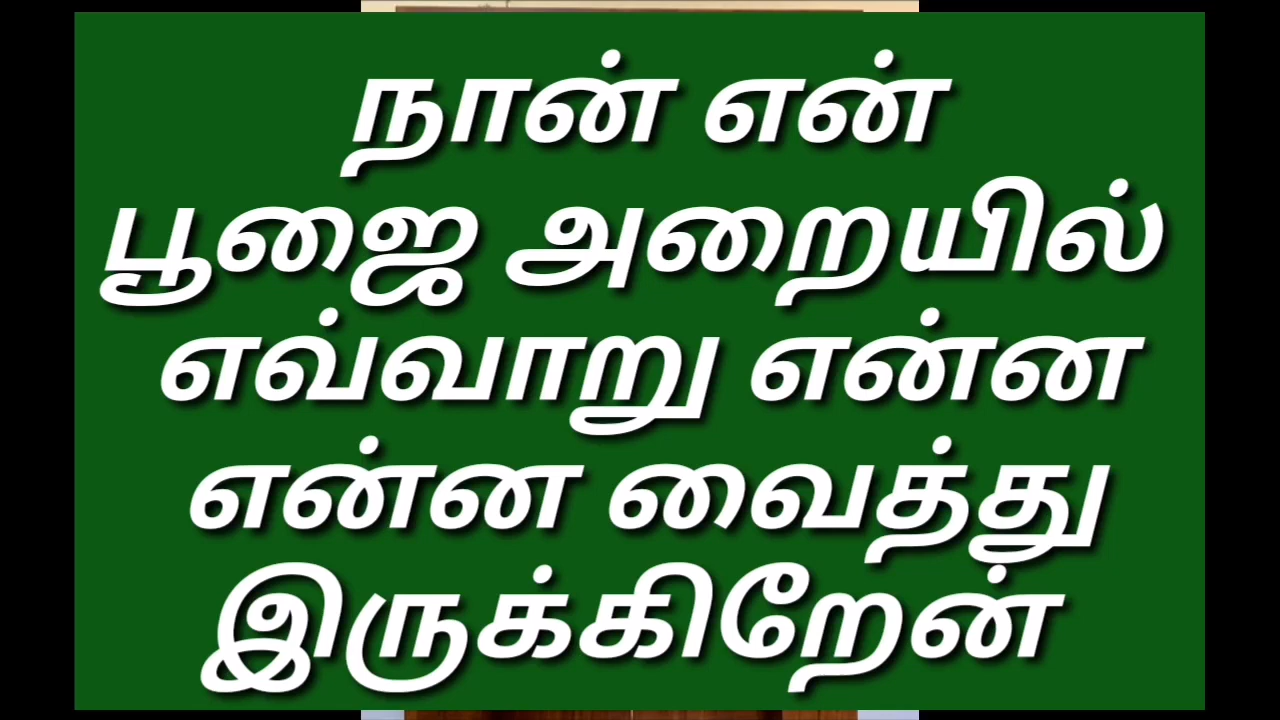 நான் என்
பூஜை அறையில்
எவ்வாறு என்ன
என்ன வைத்து
இருக்கிறேன்